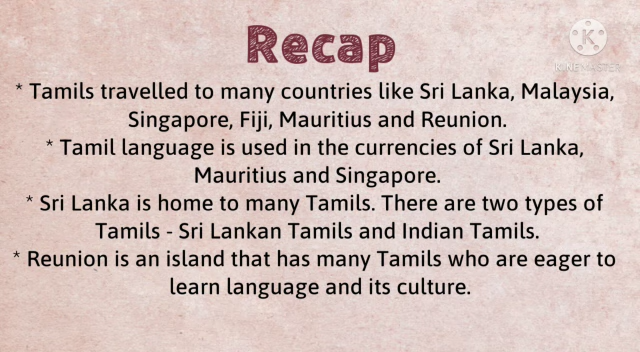 Recap
KINEMASTER
* Tamils travelled to many countries like Sri Lanka, Malaysia,
Singapore, Fiji, Mauritius and Reunion.
* Tamil language is used in the currencies of Sri Lanka,
Mauritius and Singapore.
* Sri Lanka is home to many Tamils. There are two types of
Tamils - Sri Lankan Tamils and Indian Tamils.
* Reunion is an island that has many Tamils who are eager to
learn language and its culture.